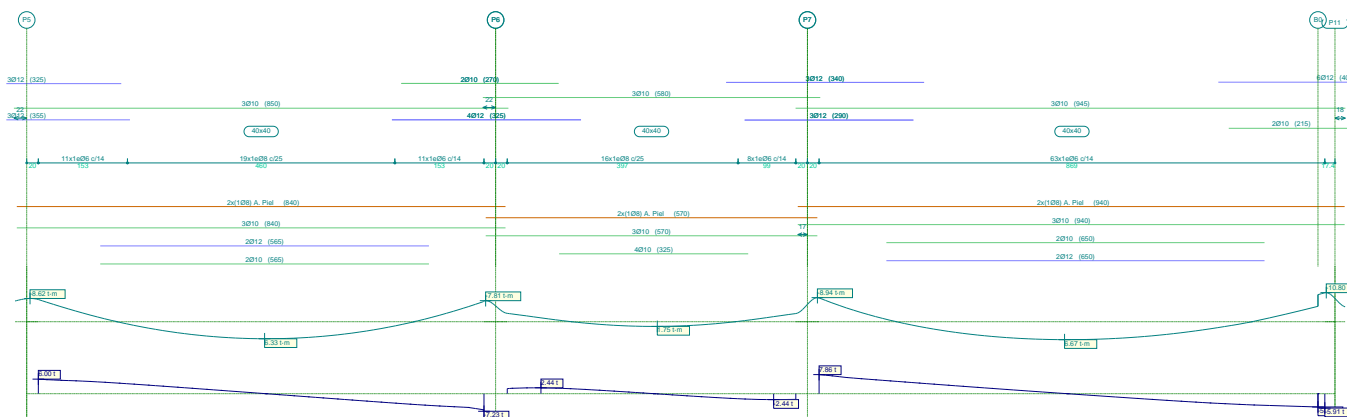 P5 P6 P7 B0 P11
3Ø12 (325) 2Ø10 (270) 3Ø12 (340) 6Ø12 (40
3Ø10 (580)
22 3Ø10 (850) 22 3Ø10 (945) 18
3Ø12 (355) 4Ø12 (325) 3Ø12 (290)
2Ø10 (215)
40x40 40x40 40x40
11x1eØ6 c/14 19x1eØ8 c/25 11x1eØ6 c/14 16x1eØ8 c/25 8x1eØ6 c/14 63x1eØ6 c/14
20 153 460 153 20 20 397 99 20 20 869 17.4
2x(1Ø8) A. Piel (840) 2x(1Ø8) A. Piel (940)
2x(1Ø8) A. Piel (570)
3Ø10 (840) 3Ø10 (940)
3Ø10 (570) 17
2Ø12 (565) 2Ø10 (650)
4Ø10 (325)
2Ø10 (565) 2Ø12 (650)
-8.62 t·m -7.81 t·m -8.94 t·m -10.80
6.33 t·m 1.75 t·m 6.67 t·m
6.00 t 2.44 t 7.86 t
-7.23 t -2.44 t -5.91 t